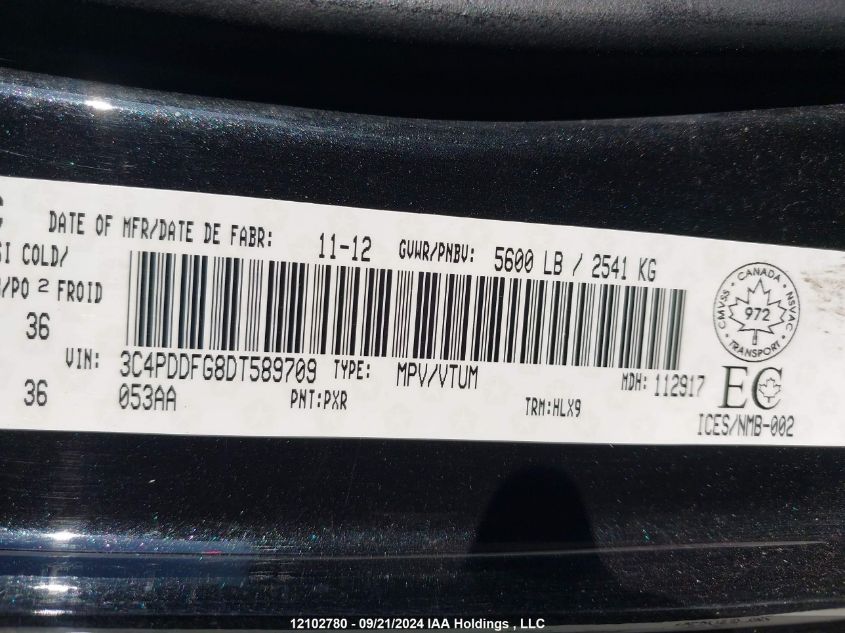 DATE OF MFR/DATE DE FABR: 11-12 GVWR/PNBV: 5600 LB / 2541 KG
COLD/
/PO 2 FROID
36
VIN: 3C4PDDFG8DT589709 TYPE: MPV/VTUM MDH: 112917
36 053AA PNT:PXR TRM:HLX9
CANADA
CMVSS 972 NSVAC
TRANSPORT
EC
ICES/NMB-002
12102780 - 09/21/2024 IAA Holdings , LLC